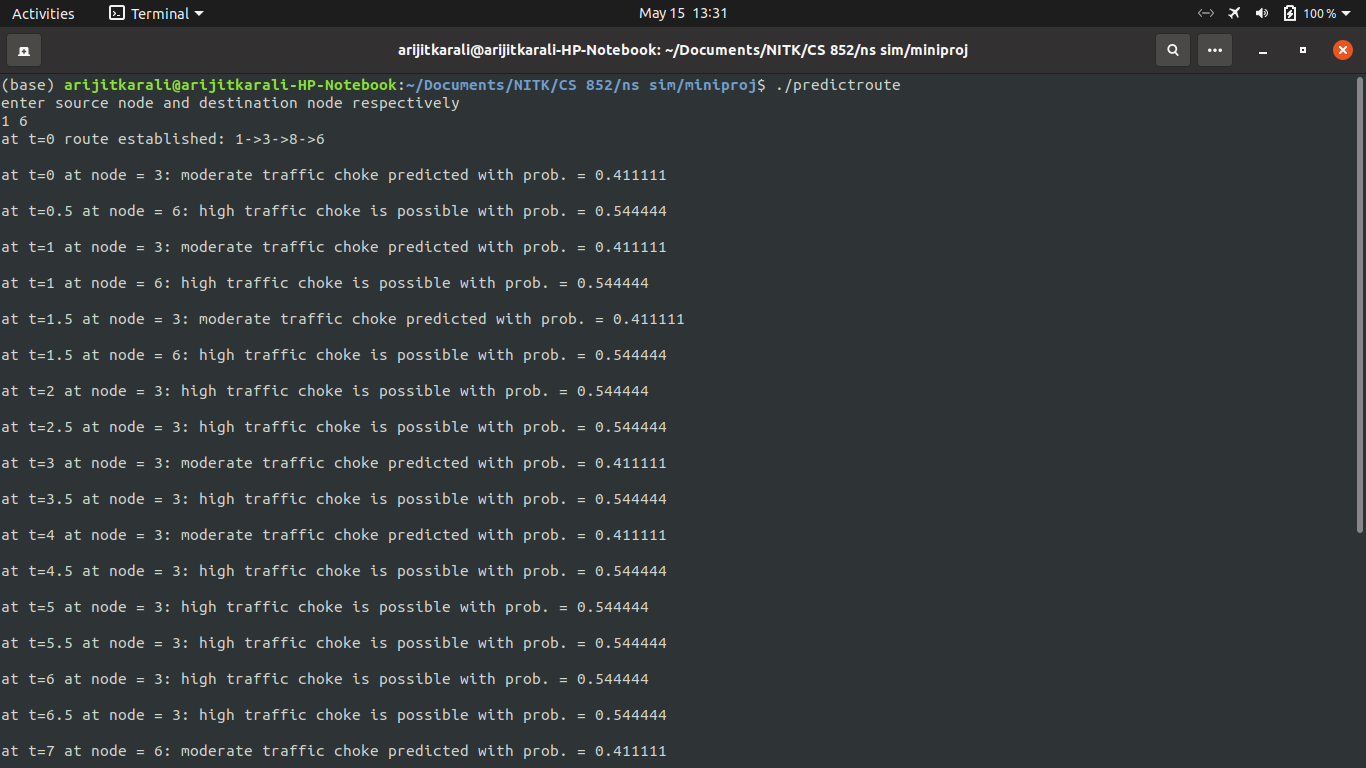 Activities Terminal May 15 13:31 100 %
arijitkarali@arijitkarali-HP-Notebook: ~/Documents/NITK/CS 852/ns sim/miniproj
(base) arijitkarali@arijitkarali-HP-Notebook:~/Documents/NITK/CS 852/ns sim/miniproj$ ./predictroute
enter source node and destination node respectively
1 6
at t=0 route established: 1->3->8->6
at t=0 at node = 3: moderate traffic choke predicted with prob. = 0.411111
at t=0.5 at node = 6: high traffic choke is possible with prob. = 0.544444
at t=1 at node = 3: moderate traffic choke predicted with prob. = 0.411111
at t=1 at node = 6: high traffic choke is possible with prob. = 0.544444
at t=1.5 at node = 3: moderate traffic choke predicted with prob. = 0.411111
at t=1.5 at node = 6: high traffic choke is possible with prob. = 0.544444
at t=2 at node = 3: high traffic choke is possible with prob. = 0.544444
at t=2.5 at node = 3: high traffic choke is possible with prob. = 0.544444
at t=3 at node = 3: moderate traffic choke predicted with prob. = 0.411111
at t=3.5 at node = 3: high traffic choke is possible with prob. = 0.544444
at t=4 at node = 3: moderate traffic choke predicted with prob. = 0.411111
at t=4.5 at node = 3: high traffic choke is possible with prob. = 0.544444
at t=5 at node = 3: high traffic choke is possible with prob. = 0.544444
at t=5.5 at node = 3: high traffic choke is possible with prob. = 0.544444
at t=6 at node = 3: high traffic choke is possible with prob. = 0.544444
at t=6.5 at node = 3: high traffic choke is possible with prob. = 0.544444
at t=7 at node = 6: moderate traffic choke predicted with prob. = 0.411111